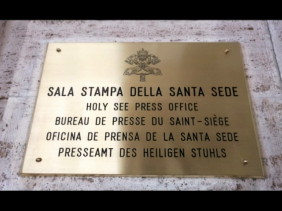 SALA STAMPA DELLA SANTA SEDE
HOLY SEE PRESS OFFICE
BUREAU DE PRESSE DU SAINT-SIÈGE
OFICINA DE PRENSA DE LA SANTA SEDE
PRESSEAMT DES HEILIGEN STUHLS